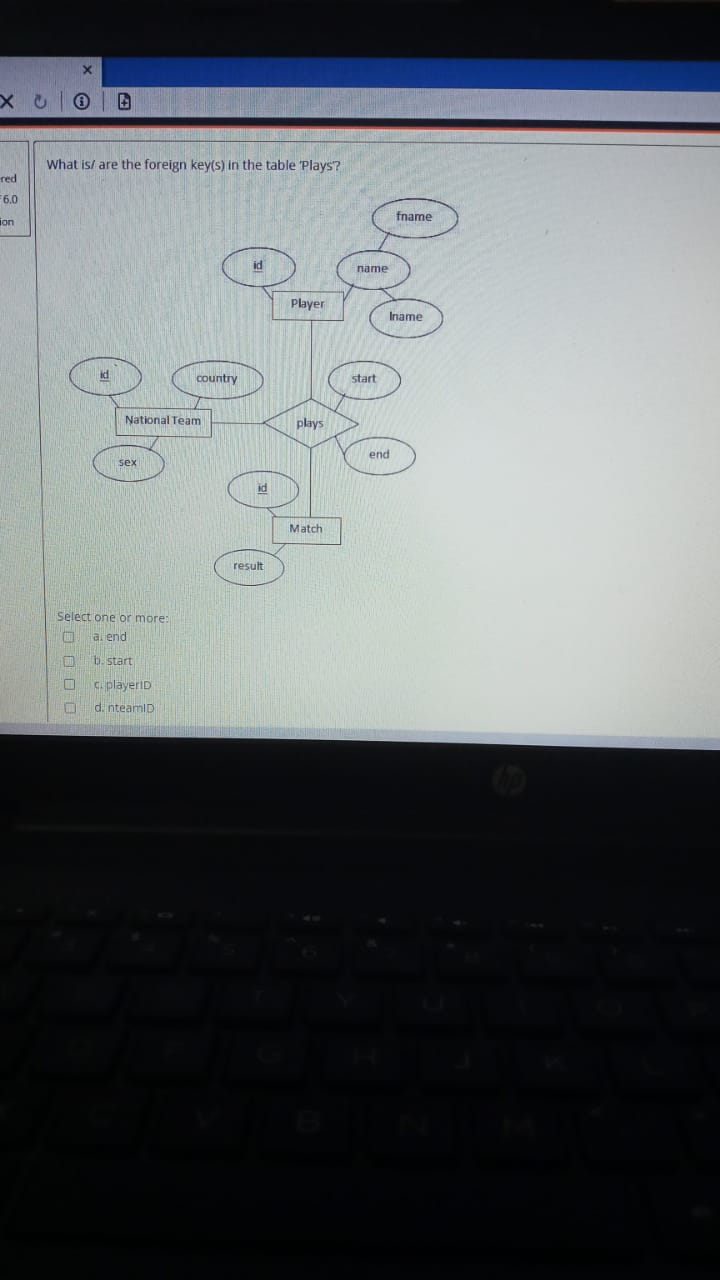 red
6.0
ion
What is/ are the foreign key(s) in the table 'Plays'?
fname
id
name
Player
lname
id
country
start
National Team
plays
sex
end
id
Match
result
Select one or more:
a. end
b. start
c. playerID
d. nteamID
hp
6
Y
U
G
H
J
K
V
B
N
M